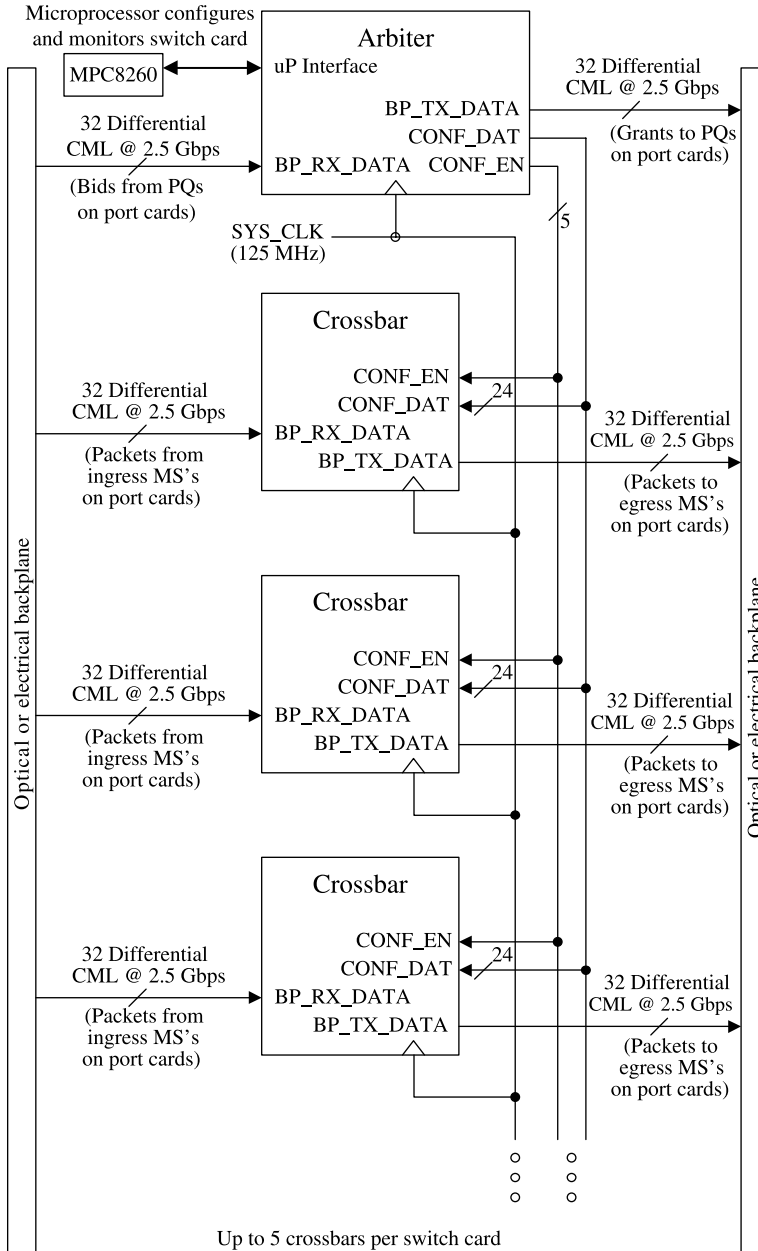 Microprocessor configures
and monitors switch card
MPC8260
Arbiter
uP Interface
BP_TX_DATA
CONF_DAT
BP_RX_DATA CONF_EN
32 Differential
CML @ 2.5 Gbps
(Grants to PQs
on port cards)
32 Differential
CML @ 2.5 Gbps
(Bids from PQs
on port cards)
5
SYS_CLK
(125 MHz)
Crossbar
CONF_EN
CONF_DAT
24
BP_RX_DATA
BP_TX_DATA
32 Differential
CML @ 2.5 Gbps
(Packets from
ingress MS's
on port cards)
32 Differential
CML @ 2.5 Gbps
(Packets to
egress MS's
on port cards)
Crossbar
CONF_EN
CONF_DAT
24
BP_RX_DATA
BP_TX_DATA
32 Differential
CML @ 2.5 Gbps
(Packets from
ingress MS's
on port cards)
32 Differential
CML @ 2.5 Gbps
(Packets to
egress MS's
on port cards)
Crossbar
CONF_EN
CONF_DAT
24
BP_RX_DATA
BP_TX_DATA
32 Differential
CML @ 2.5 Gbps
(Packets from
ingress MS's
on port cards)
32 Differential
CML @ 2.5 Gbps
(Packets to
egress MS's
on port cards)
Optical or electrical backplane
Optical or electrical backplane
Up to 5 crossbars per switch card